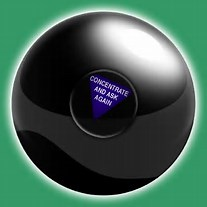 CONCENTRATE
AND ASK
AGAIN